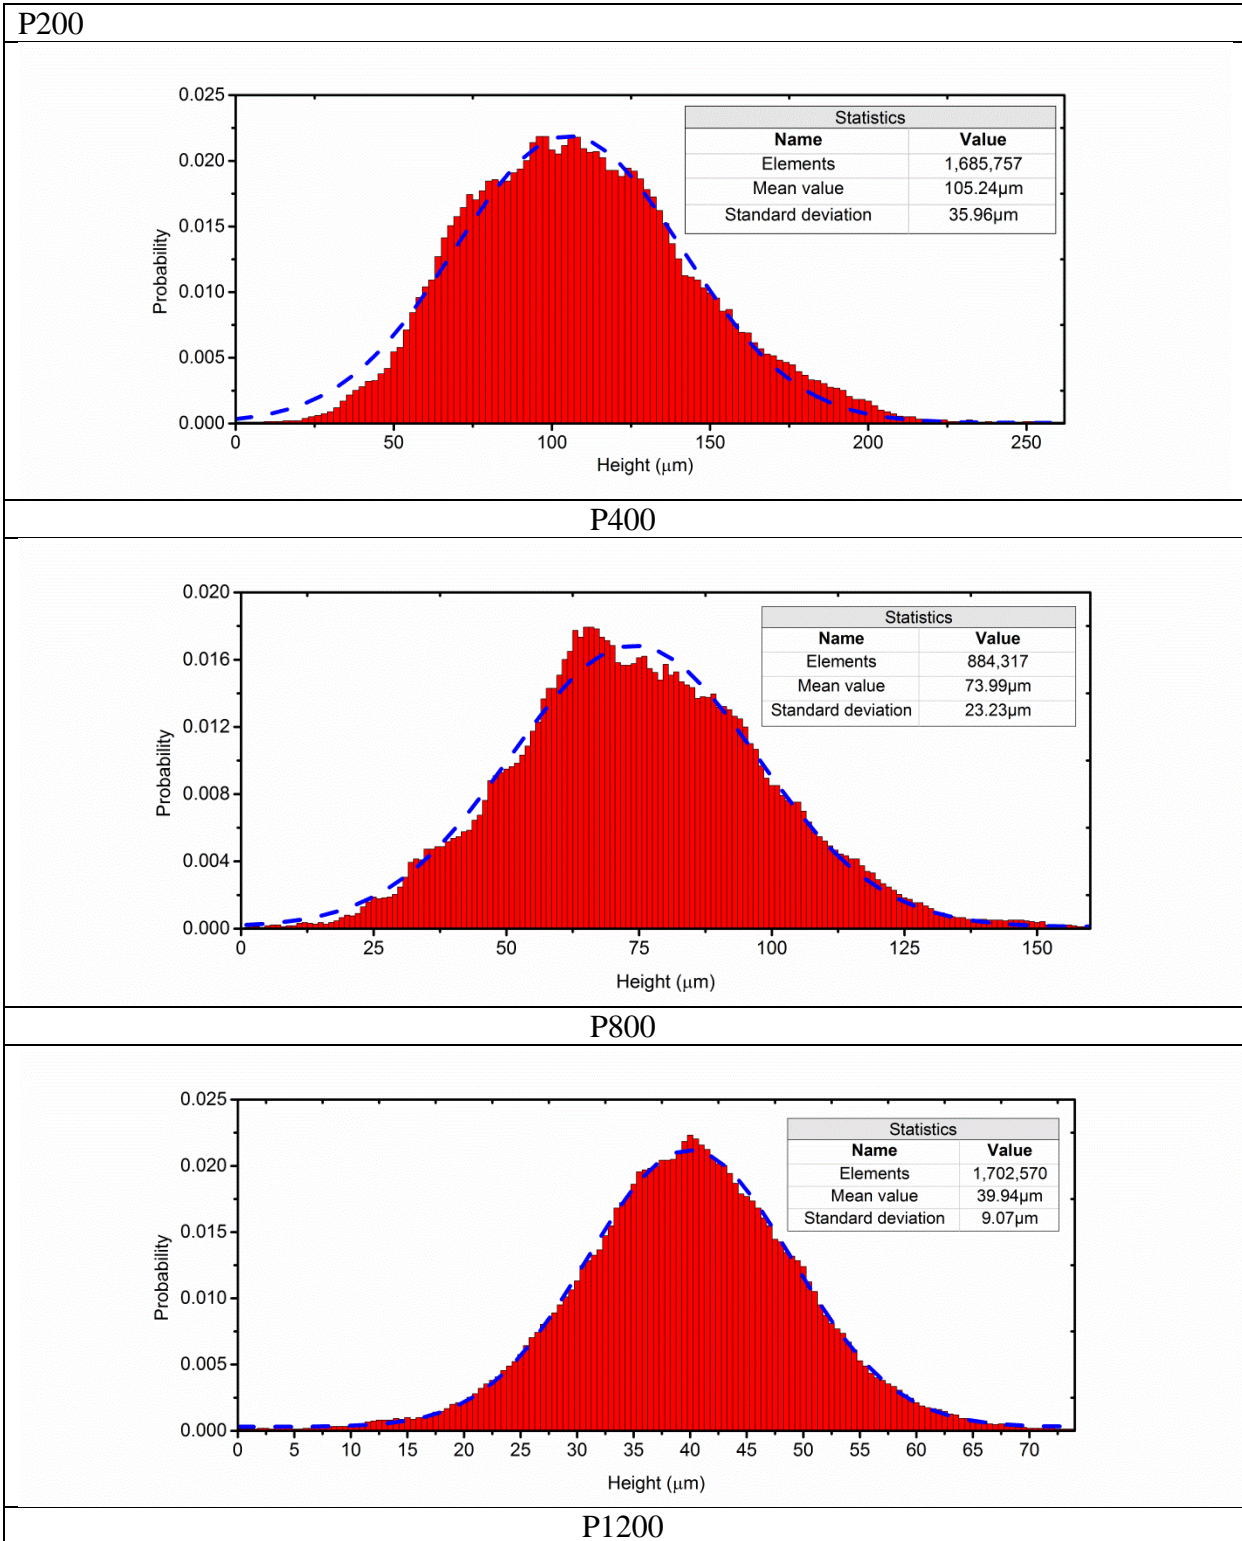 P200
0.025
0.020
0.015
0.010
0.005
0.000
Probability
0 50 100 150 200 250
Height (μm)
Statistics
Name Value
Elements 1,685,757
Mean value 105.24μm
Standard deviation 35.96μm
P400
0.020
0.016
0.012
0.008
0.004
0.000
Probability
0 25 50 75 100 125 150
Height (μm)
Statistics
Name Value
Elements 884,317
Mean value 73.99μm
Standard deviation 23.23μm
P800
0.025
0.020
0.015
0.010
0.005
0.000
Probability
0 5 10 15 20 25 30 35 40 45 50 55 60 65 70
Height (μm)
Statistics
Name Value
Elements 1,702,570
Mean value 39.94μm
Standard deviation 9.07μm
P1200